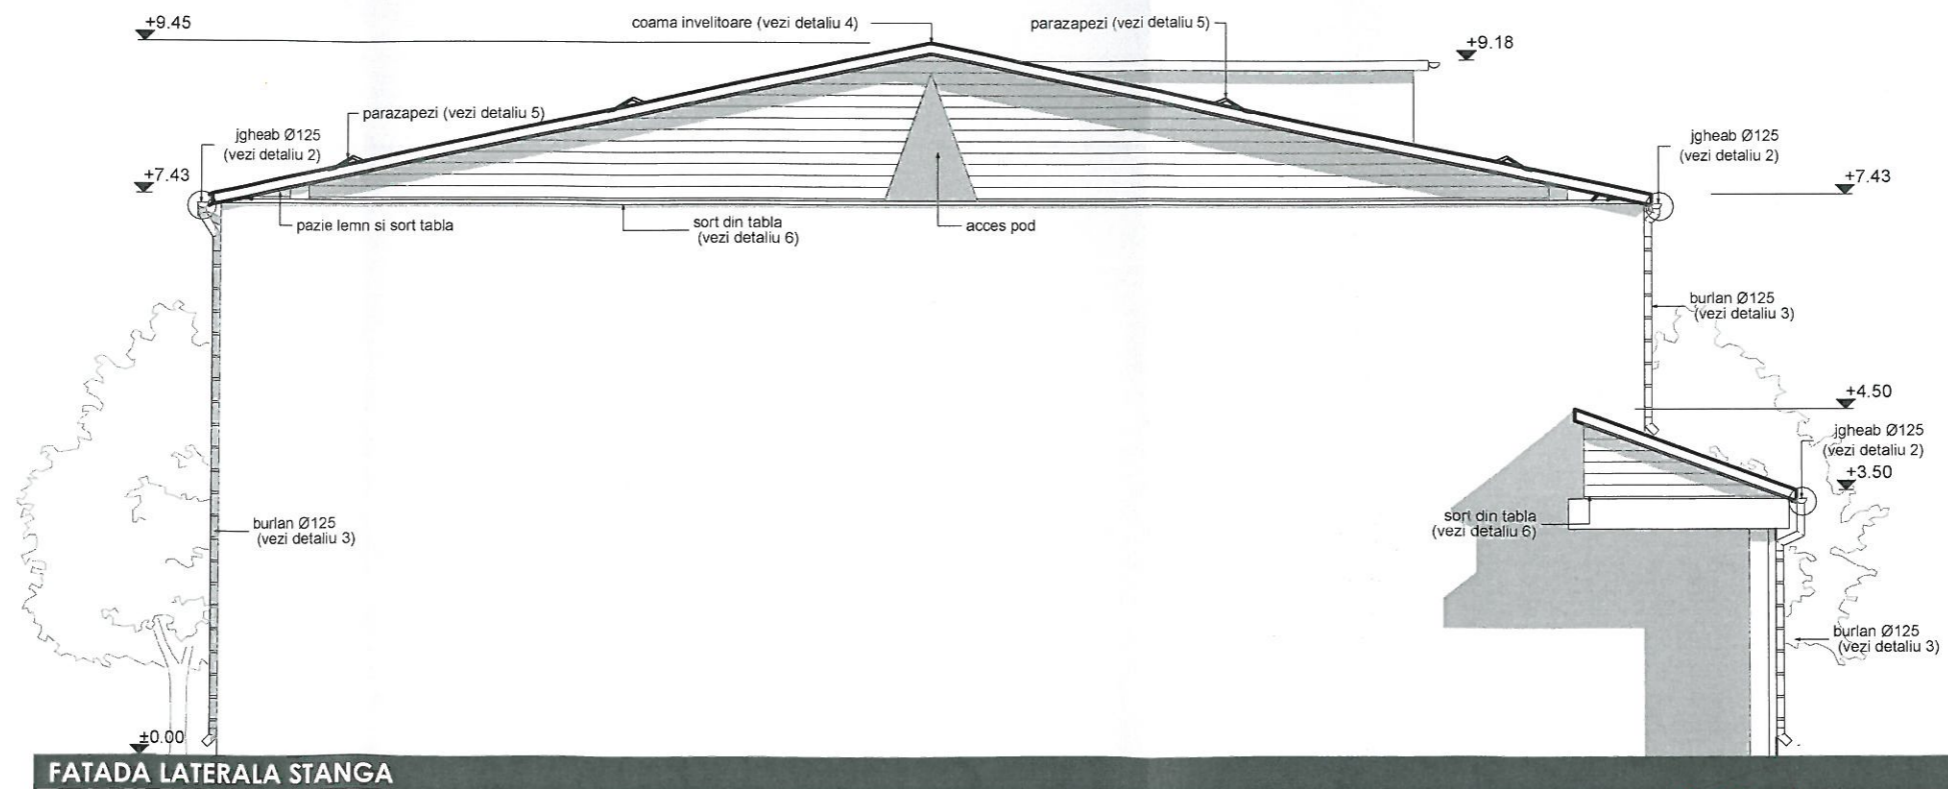 +9.45
coama invelitoare (vezi detaliu 4)
parazapezi (vezi detaliu 5)
+9.18
parazapezi (vezi detaliu 5)
jgheab Ø125
(vezi detaliu 2)
jgheab Ø125
(vezi detaliu 2)
+7.43
+7.43
pazie lemn si sort tabla
sort din tabla
(vezi detaliu 6)
acces pod
burlan Ø125
(vezi detaliu 3)
+4.50
jgheab Ø125
(vezi detaliu 2)
+3.50
burlan Ø125
(vezi detaliu 3)
sort din tabla
(vezi detaliu 6)
burlan Ø125
(vezi detaliu 3)
±0.00
FATADA LATERALA STANGA